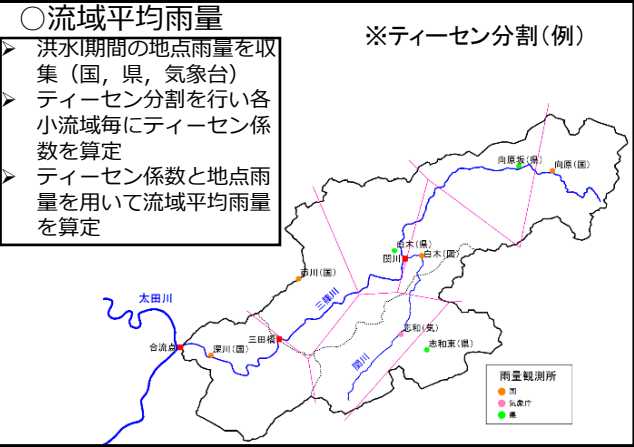 ○流域平均雨量
※ティーセン分割(例)
➢ 洪水期間の地点雨量を収
集（国，県，気象台）
➢ ティーセン分割を行い各
小流域毎にティーセン係
数を算定
➢ ティーセン係数と地点雨
量を用いて流域平均雨量
を算定
向原坂(県)
向原(国)
白木(県)
関川
白木(国)
市川(国)
太田川
三篠川
合流点
深川(国)
三田橋
志和(気)
志和東(県)
関川
雨量観測所
国
気象庁
県